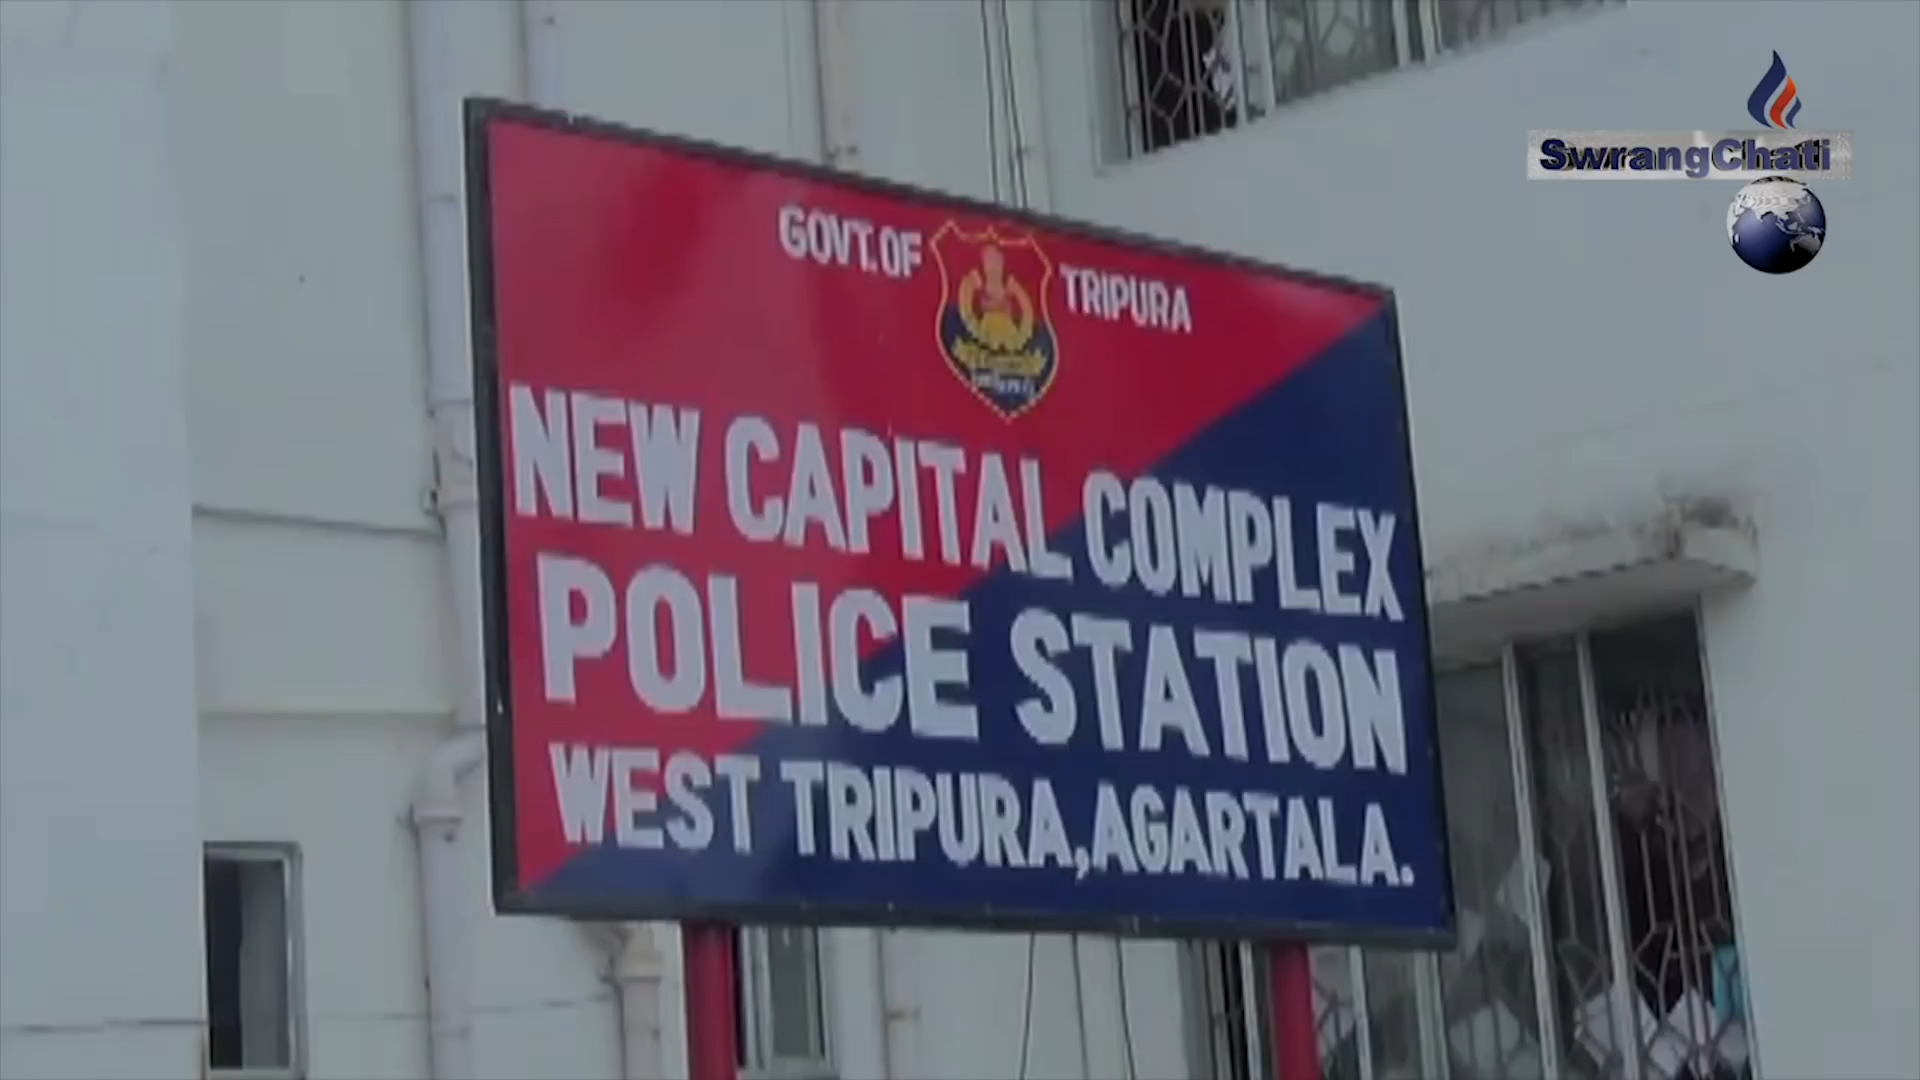 SwrangChati
GOVT. OF TRIPURA
NEW CAPITAL COMPLEX
POLICE STATION
WEST TRIPURA, AGARTALA.